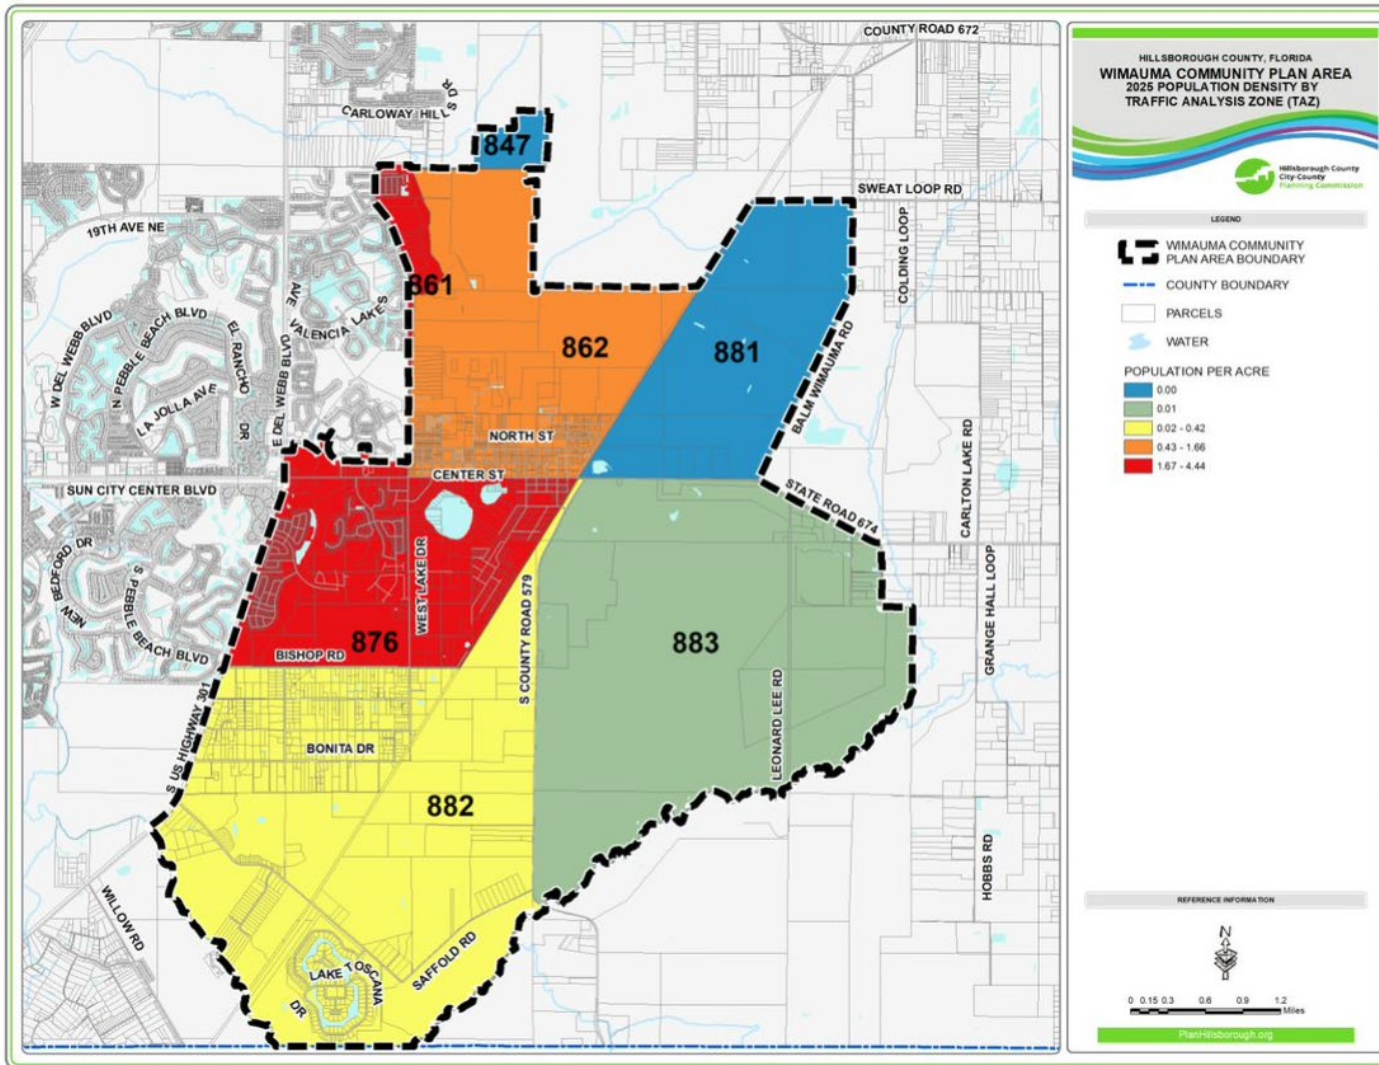 COUNTY ROAD 672
CARLOWAY HILLS DR
847
SWEAT LOOP RD
19TH AVE NE
COLDING LOOP
861
W DEL WEBB BLVD
N PEBBLE BEACH BLVD
EL RANCHO DR
E DEL WEBB BLVD
AVE
VALENCIA LAKES
862
881
BALM WIMAUMA RD
LA JOLLA AVE
NORTH ST
CENTER ST
SUN CITY CENTER BLVD
STATE ROAD 674
CARLTON LAKE RD
NEW BEDFORD DR
S PEBBLE BEACH BLVD
WEST LAKE DR
S COUNTY ROAD 579
GRANGE HALL LOOP
876
883
BISHOP RD
S US HIGHWAY 301
LEONARD LEE RD
BONITA DR
882
HOBBS RD
WILLOW RD
SAFFOLD RD
LAKE TOSCANA
DR
HILLSBOROUGH COUNTY, FLORIDA
WIMAUMA COMMUNITY PLAN AREA
2025 POPULATION DENSITY BY
TRAFFIC ANALYSIS ZONE (TAZ)
Hillsborough County
City-County
Planning Commission
LEGEND
WIMAUMA COMMUNITY
PLAN AREA BOUNDARY
COUNTY BOUNDARY
PARCELS
WATER
POPULATION PER ACRE
0.00
0.01
0.02 - 0.42
0.43 - 1.66
1.67 - 4.44
REFERENCE INFORMATION
N
0 0.15 0.3 0.6 0.9 1.2
Miles
PlanHillsborough.org